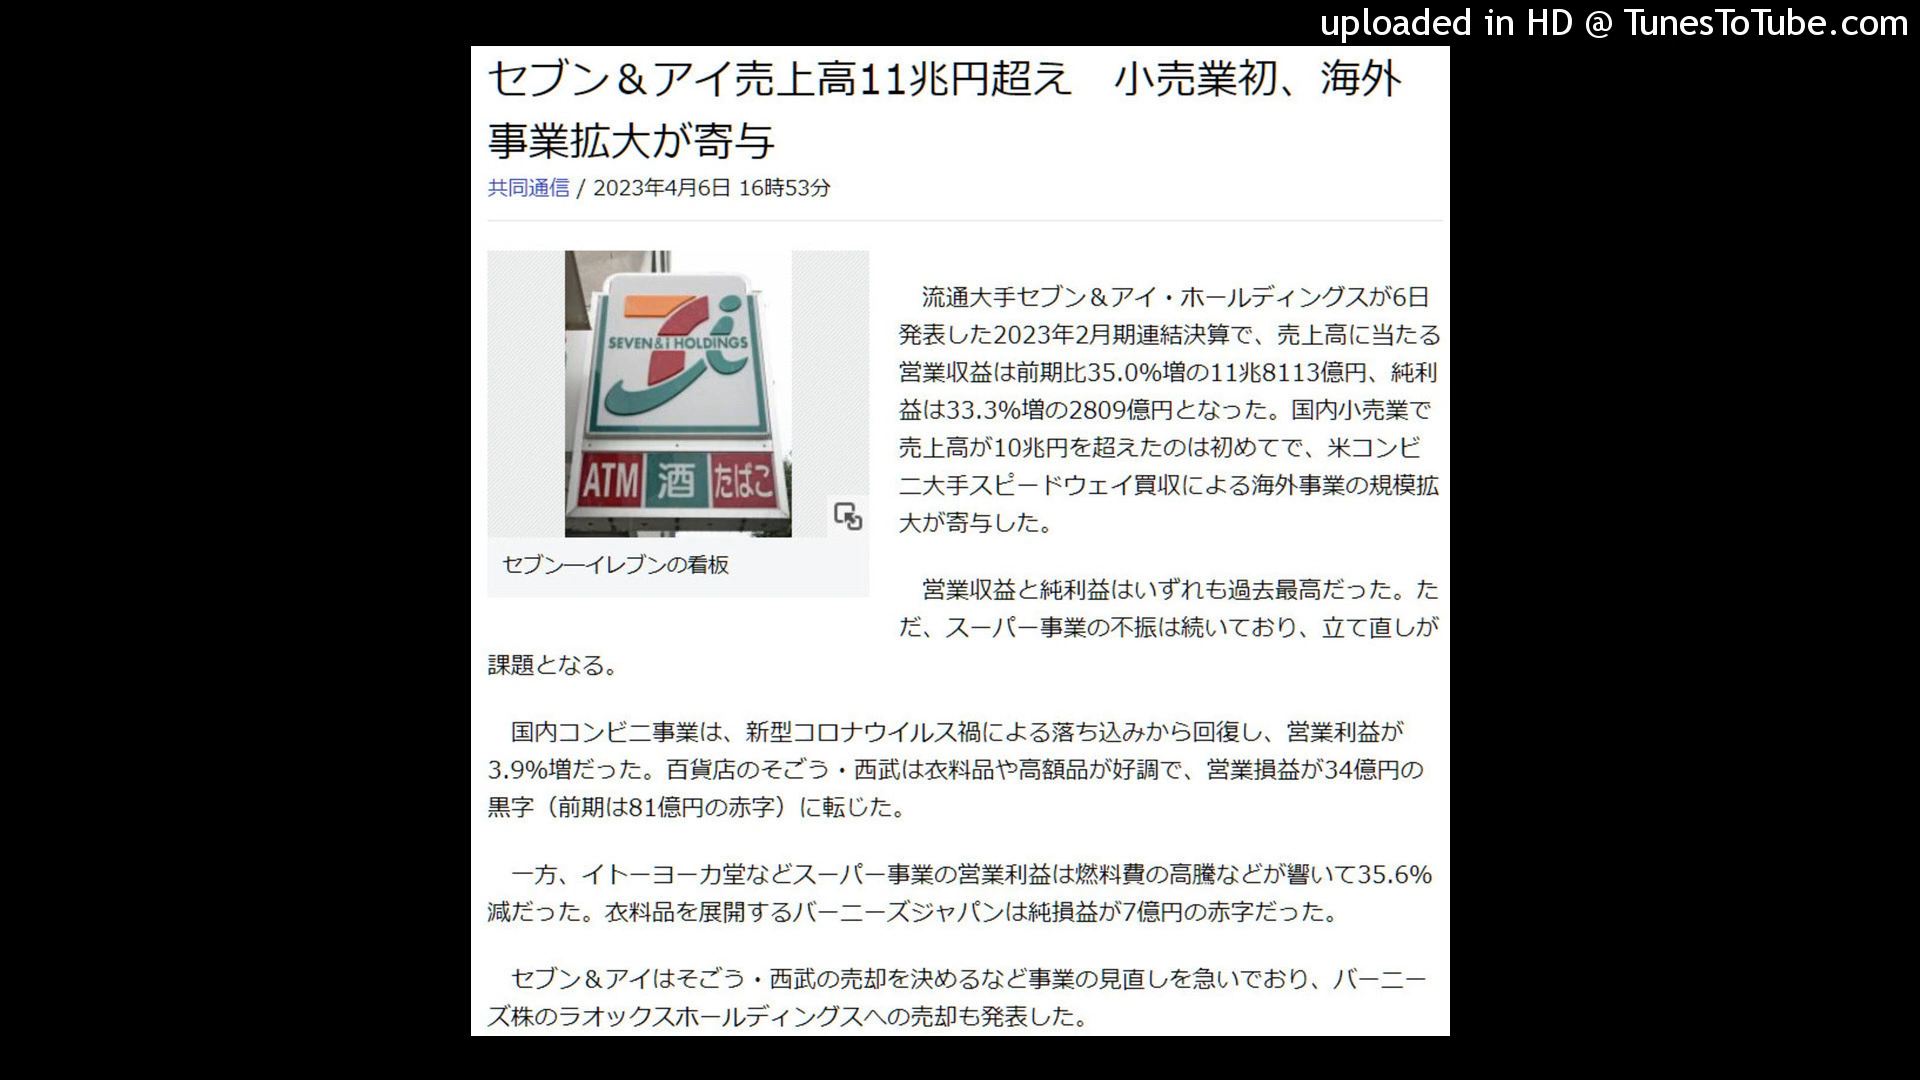 uploaded in HD @ TunesToTube.com
セブン＆アイ売上高11兆円超え　小売業初、海外
事業拡大が寄与
共同通信 / 2023年4月6日 16時53分
SEVEN&i HOLDINGS
ATM 酒 たばこ
セブン―イレブンの看板
　流通大手セブン＆アイ・ホールディングスが6日
発表した2023年2月期連結決算で、売上高に当たる
営業収益は前期比35.0%増の11兆8113億円、純利
益は33.3%増の2809億円となった。国内小売業で
売上高が10兆円を超えたのは初めてで、米コンビ
ニ大手スピードウェイ買収による海外事業の規模拡
大が寄与した。
　営業収益と純利益はいずれも過去最高だった。た
だ、スーパー事業の不振は続いており、立て直しが
課題となる。
　国内コンビニ事業は、新型コロナウイルス禍による落ち込みから回復し、営業利益が
3.9%増だった。百貨店のそごう・西武は衣料品や高額品が好調で、営業損益が34億円の
黒字（前期は81億円の赤字）に転じた。
　一方、イトーヨーカ堂などスーパー事業の営業利益は燃料費の高騰などが響いて35.6%
減だった。衣料品を展開するバーニーズジャパンは純損益が7億円の赤字だった。
　セブン＆アイはそごう・西武の売却を決めるなど事業の見直しを急いでおり、バーニー
ズ株のラオックスホールディングスへの売却も発表した。